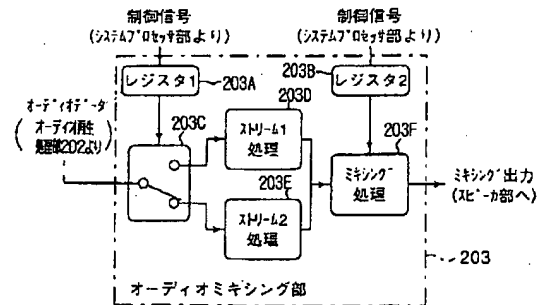 制御信号
(システムプロセッサ部より)
制御信号
(システムプロセッサ部より)
レジスタ1
203A
203B
レジスタ2
オーディオデータ
(オーディオ再生
処理部202より)
203C
203D
ストリーム1
処理
203E
ストリーム2
処理
203F
ミキシング
処理
ミキシング出力
(スピーカ部へ)
203
オーディオミキシング部